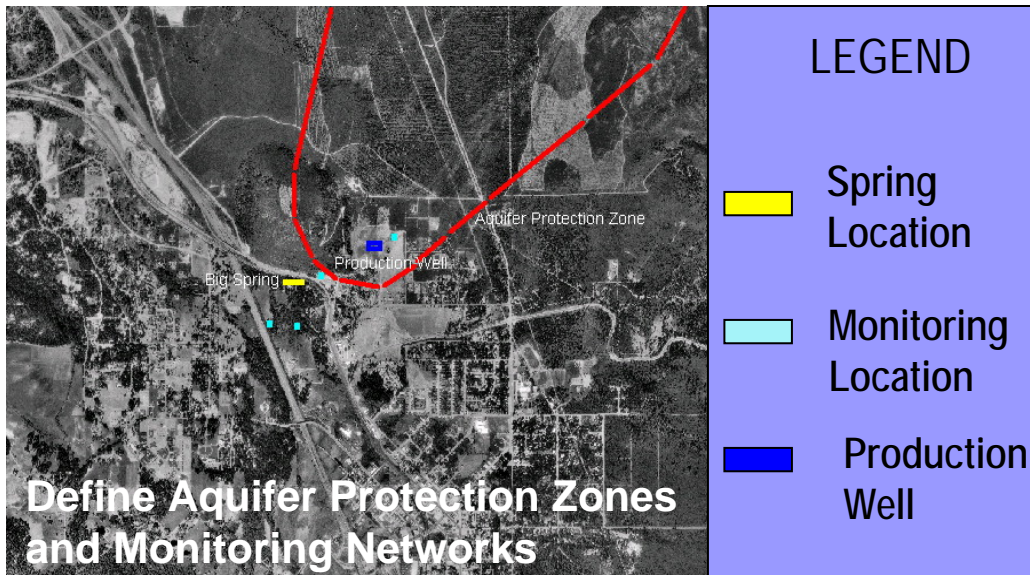 Aquifer Protection Zone
Production Well
Big Spring
Define Aquifer Protection Zones
and Monitoring Networks
LEGEND
Spring
Location
Monitoring
Location
Production
Well